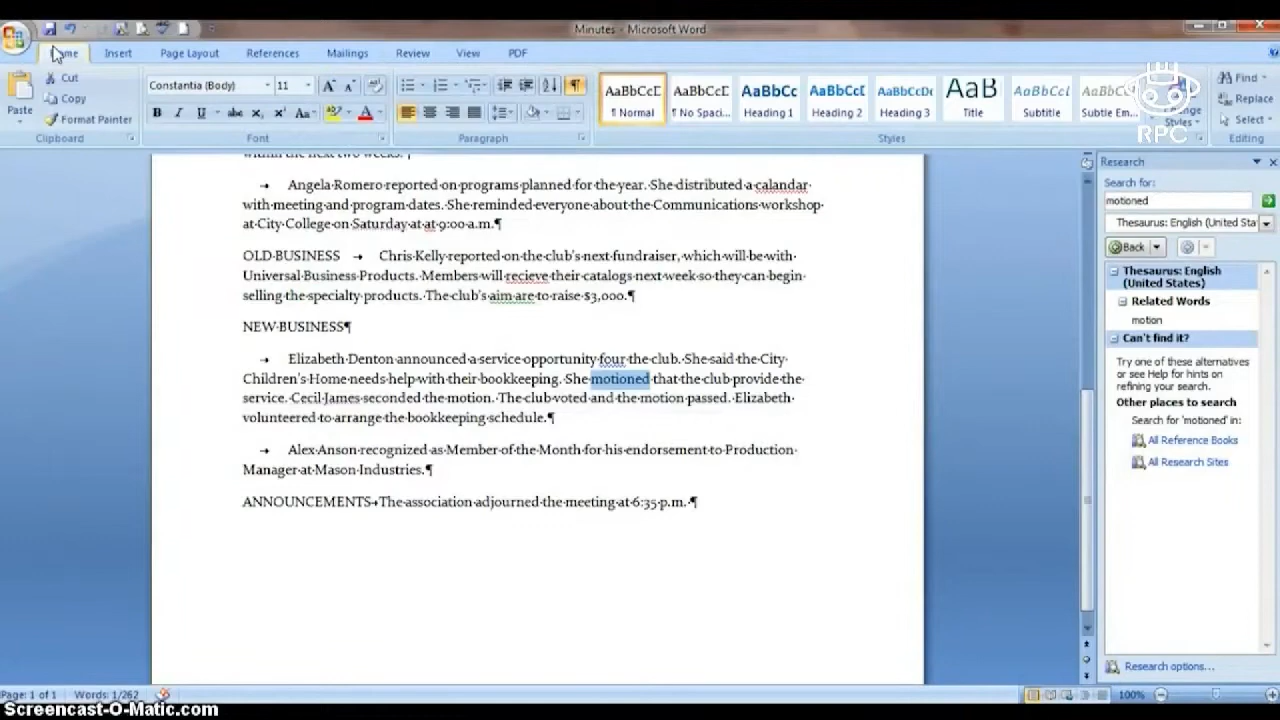 Minutes - Microsoft Word
Home Insert Page Layout References Mailings Review View PDF
Paste
Cut
Copy
Format Painter
Clipboard
Constantia (Body) 11
Font
Paragraph
AaBbCcD ¶ Normal
AaBbCcD ¶ No Spaci...
AaBbCc Heading 1
AaBbCcI Heading 2
AaBbCcDc Heading 3
AaB Title
AaBbCcI Subtitle
AaBbCcI Subtle Em...
Change Styles
Styles
Find
Replace
Select
Editing
RPC
within the next two weeks. ¶
→ Angela Romero reported on programs planned for the year. She distributed a calandar
with meeting and program dates. She reminded everyone about the Communications workshop
at City College on Saturday at at 9:00 a.m.¶
OLD BUSINESS → Chris Kelly reported on the club's next fundraiser, which will be with
Universal Business Products. Members will recieve their catalogs next week so they can begin
selling the specialty products. The club's aim are to raise $3,000.¶
NEW BUSINESS¶
→ Elizabeth Denton announced a service opportunity four the club. She said the City
Children's Home needs help with their bookkeeping. She motioned that the club provide the
service. Cecil James seconded the motion. The club voted and the motion passed. Elizabeth
volunteered to arrange the bookkeeping schedule.¶
→ Alex Anson recognized as Member of the Month for his endorsement to Production
Manager at Mason Industries.¶
ANNOUNCEMENTS→The association adjourned the meeting at 6:35 p.m. ¶
Research
Search for:
motioned
Thesaurus: English (United Sta
Back
Thesaurus: English
(United States)
Related Words
motion
Can't find it?
Try one of these alternatives
or see Help for hints on
refining your search.
Other places to search
Search for 'motioned' in:
All Reference Books
All Research Sites
Research options...
Page: 1 of 1 Words: 1/262
100%
Screencast-O-Matic.com